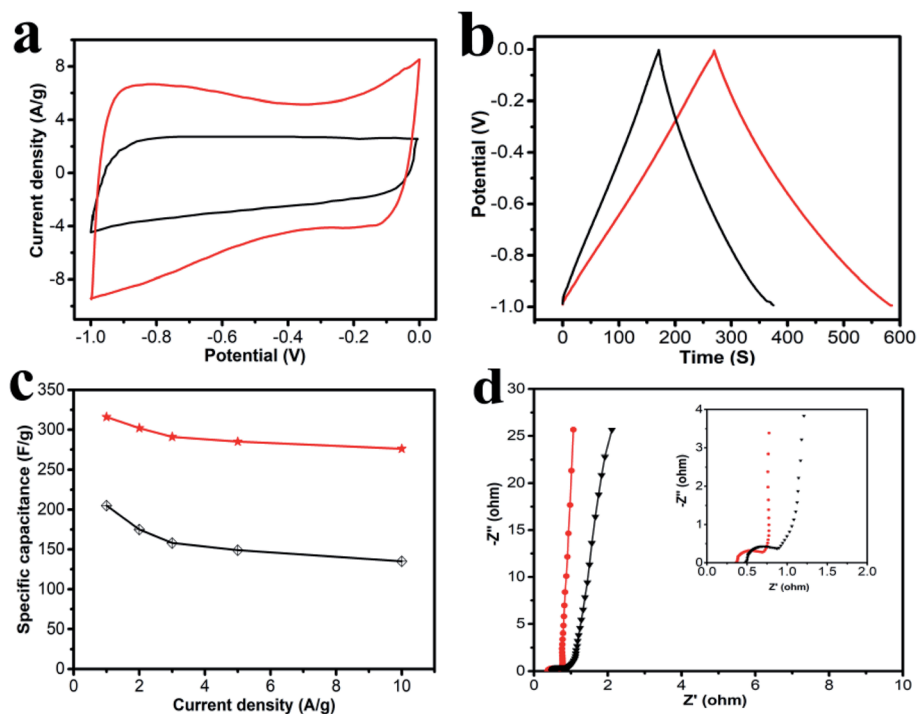 a
Current density (A/g)
8
4
0
-4
-8
-1.0 -0.8 -0.6 -0.4 -0.2 0.0
Potential (V)
b
Potential (V)
0.0
-0.2
-0.4
-0.6
-0.8
-1.0
0 100 200 300 400 500 600
Time (S)
c
Specific capacitance (F/g)
350
300
250
200
150
100
50
0
0 2 4 6 8 10
Current density (A/g)
d
-Z'' (ohm)
30
25
20
15
10
5
0
0 2 4 6 8 10
Z' (ohm)
-Z'' (ohm)
4
3
2
1
0
0.0 0.5 1.0 1.5 2.0
Z' (ohm)